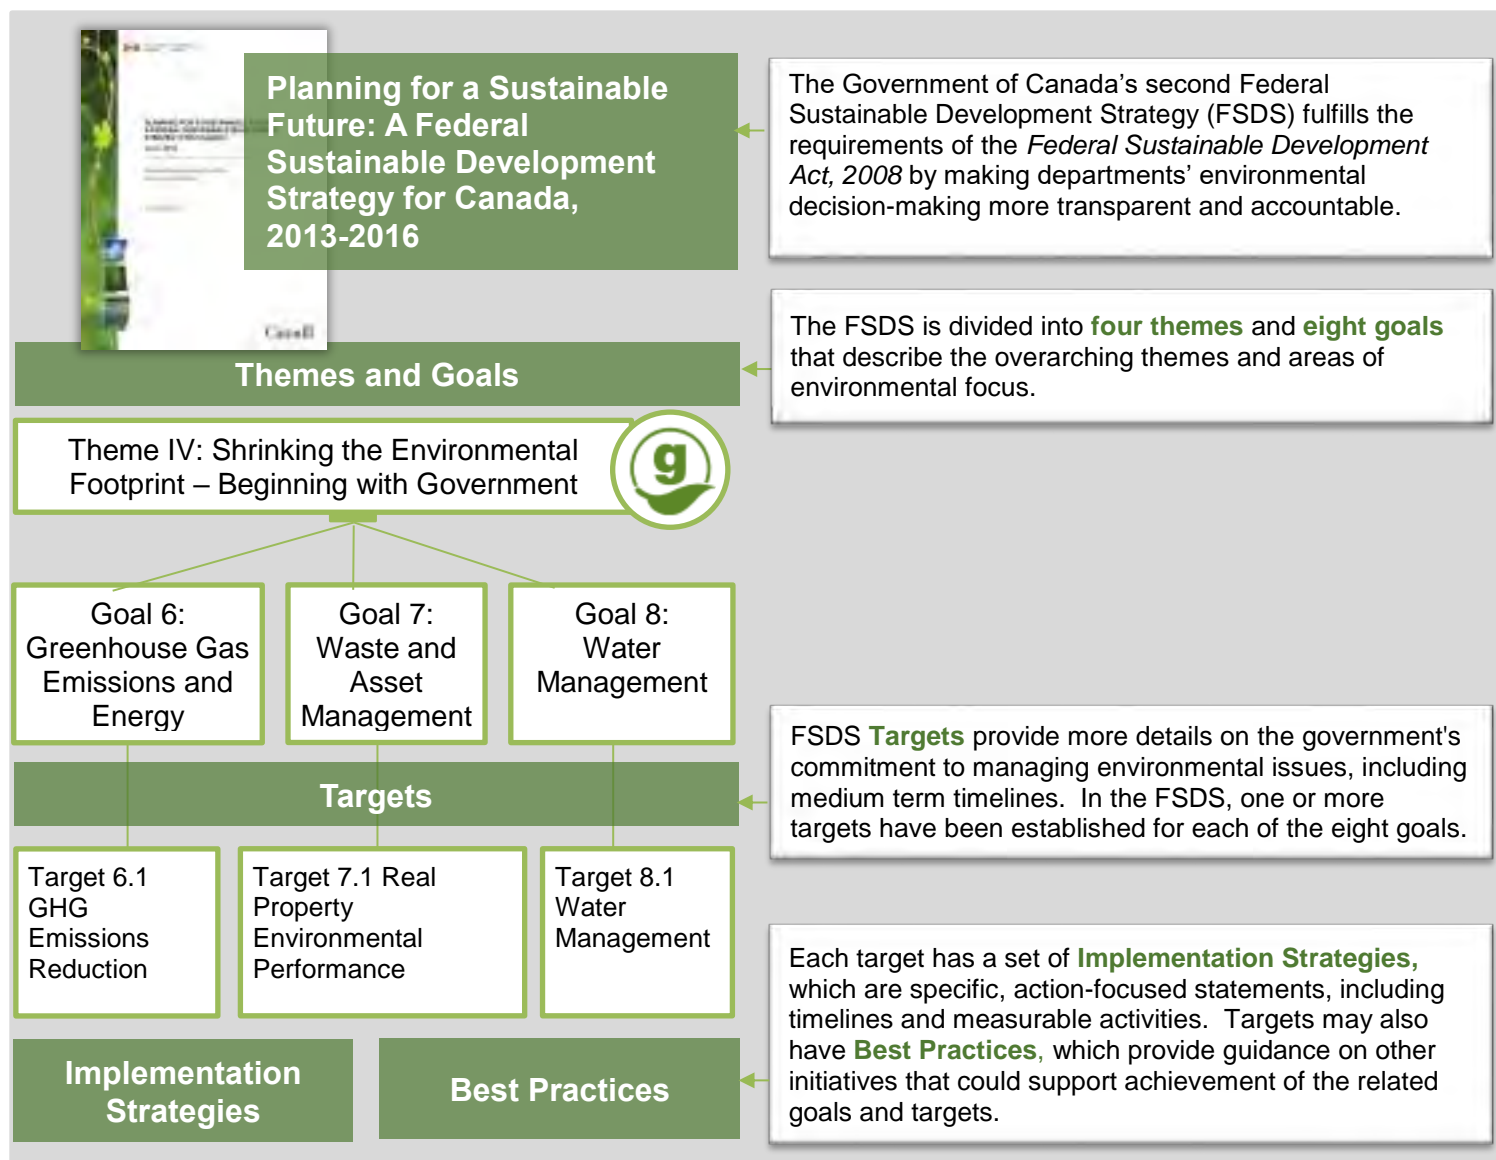 Planning for a Sustainable
Future: A Federal
Sustainable Development
Strategy for Canada,
2013-2016
The Government of Canada's second Federal
Sustainable Development Strategy (FSDS) fulfills the
requirements of the Federal Sustainable Development
Act, 2008 by making departments' environmental
decision-making more transparent and accountable.
Themes and Goals
The FSDS is divided into four themes and eight goals
that describe the overarching themes and areas of
environmental focus.
Theme IV: Shrinking the Environmental
Footprint – Beginning with Government
g
Goal 6:
Greenhouse Gas
Emissions and
Energy
Goal 7:
Waste and
Asset
Management
Goal 8:
Water
Management
Targets
FSDS Targets provide more details on the government's
commitment to managing environmental issues, including
medium term timelines. In the FSDS, one or more
targets have been established for each of the eight goals.
Target 6.1
GHG
Emissions
Reduction
Target 7.1 Real
Property
Environmental
Performance
Target 8.1
Water
Management
Implementation
Strategies
Best Practices
Each target has a set of Implementation Strategies,
which are specific, action-focused statements, including
timelines and measurable activities. Targets may also
have Best Practices, which provide guidance on other
initiatives that could support achievement of the related
goals and targets.